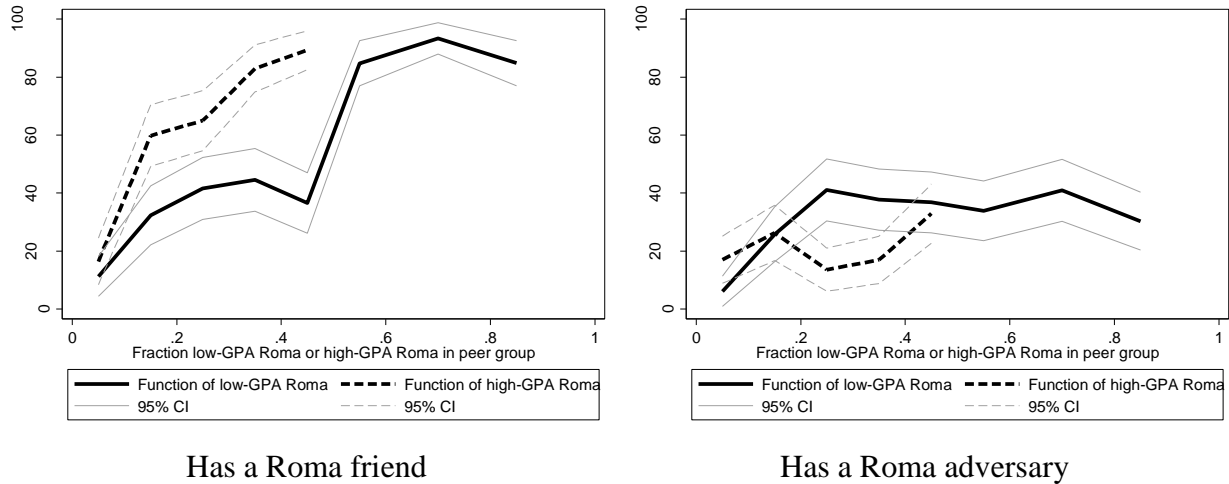 100
80
60
40
20
0
0 .2 .4 .6 .8 1
Fraction low-GPA Roma or high-GPA Roma in peer group
Function of low-GPA Roma Function of high-GPA Roma
95% CI 95% CI
Has a Roma friend
100
80
60
40
20
0
0 .2 .4 .6 .8 1
Fraction low-GPA Roma or high-GPA Roma in peer group
Function of low-GPA Roma Function of high-GPA Roma
95% CI 95% CI
Has a Roma adversary